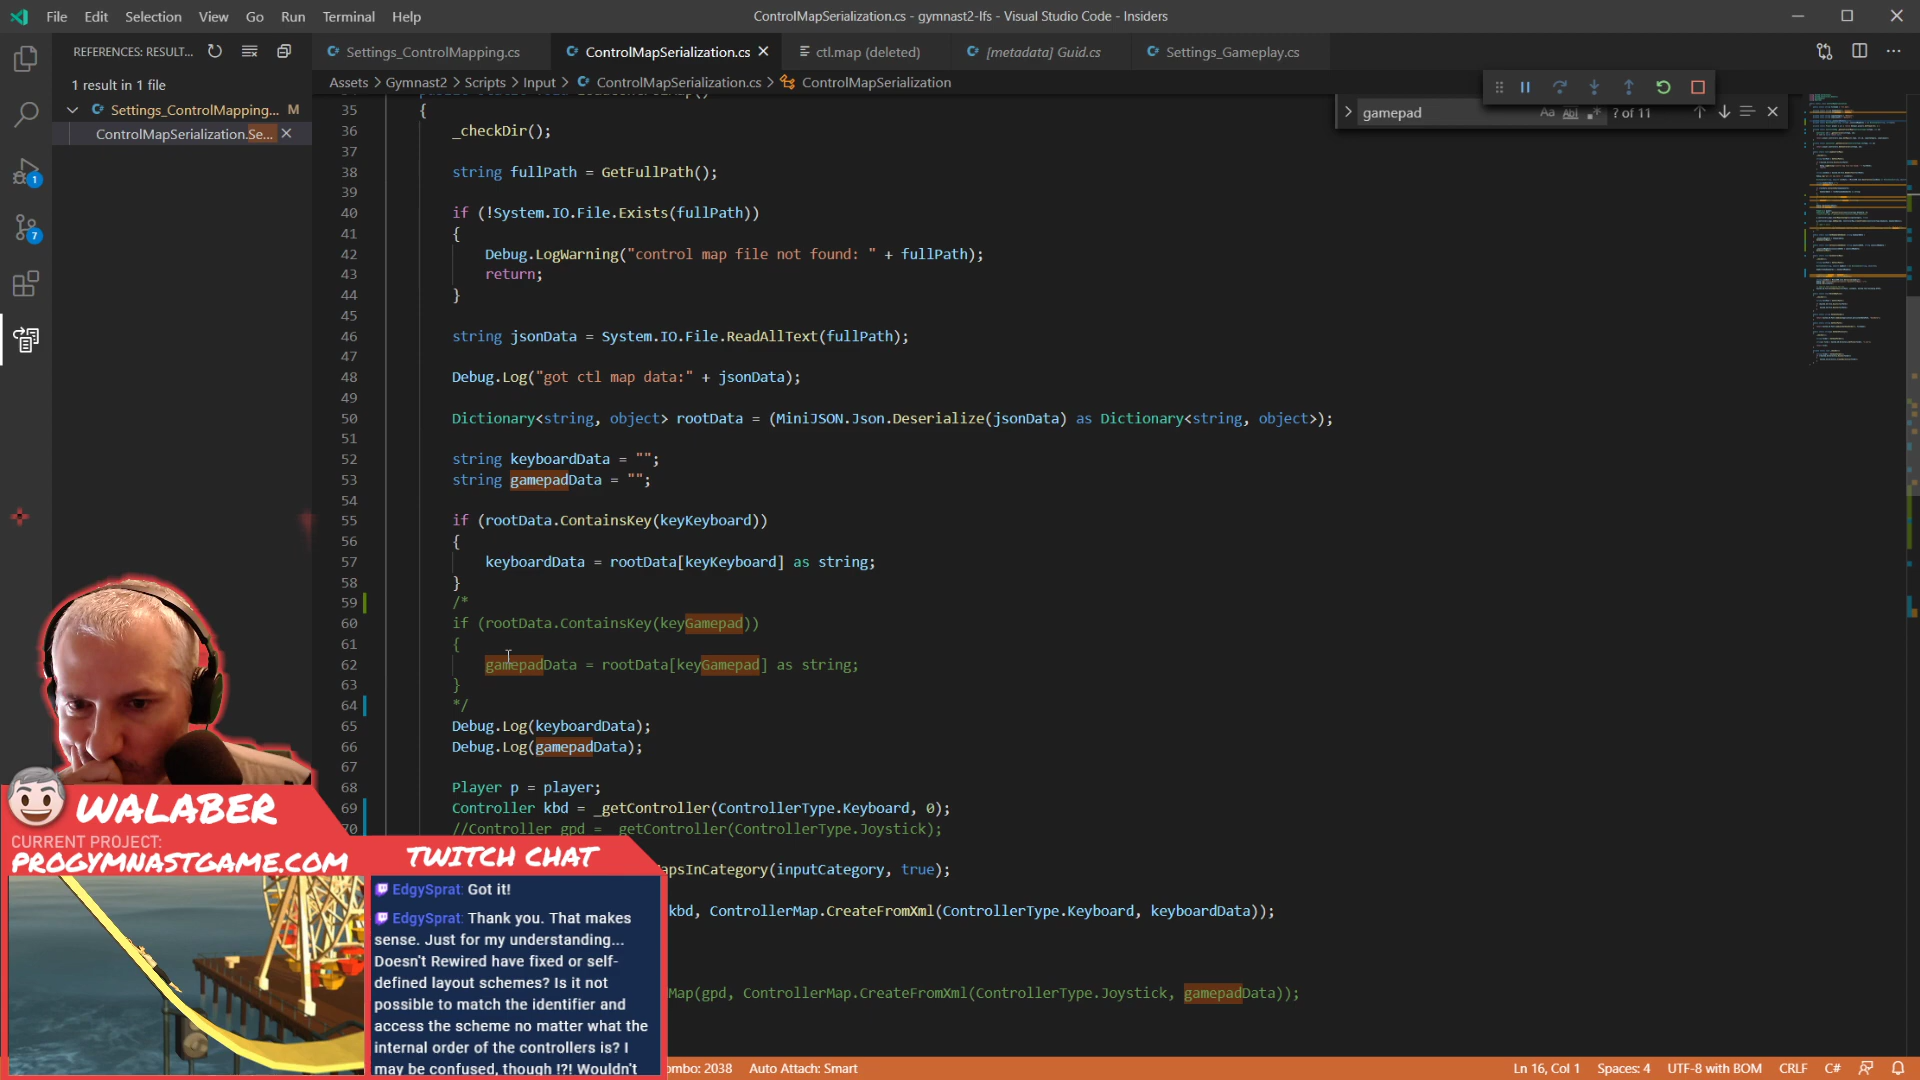 File Edit Selection View Go Run Terminal Help
ControlMapSerialization.cs - gymnast2-lfs - Visual Studio Code - Insiders
REFERENCES: RESULT...
Settings_ControlMapping.cs
ControlMapSerialization.cs
ctl.map (deleted)
[metadata] Guid.cs
Settings_Gameplay.cs
1 result in 1 file
Settings_ControlMapping... M
ControlMapSerialization.Se...
Assets > Gymnast2 > Scripts > Input > ControlMapSerialization.cs > ControlMapSerialization
gamepad
? of 11
35 {
36 _checkDir();
37
38 string fullPath = GetFullPath();
39
40 if (!System.IO.File.Exists(fullPath))
41 {
42 Debug.LogWarning("control map file not found: " + fullPath);
43 return;
44 }
45
46 string jsonData = System.IO.File.ReadAllText(fullPath);
47
48 Debug.Log("got ctl map data:" + jsonData);
49
50 Dictionary<string, object> rootData = (MiniJSON.Json.Deserialize(jsonData) as Dictionary<string, object>);
51
52 string keyboardData = "";
53 string gamepadData = "";
54
55 if (rootData.ContainsKey(keyKeyboard))
56 {
57 keyboardData = rootData[keyKeyboard] as string;
58 }
59 /*
60 if (rootData.ContainsKey(keyGamepad))
61 {
62 gamepadData = rootData[keyGamepad] as string;
63 }
64 */
65 Debug.Log(keyboardData);
66 Debug.Log(gamepadData);
67
68 Player p = player;
69 Controller kbd = _getController(ControllerType.Keyboard, 0);
70 //Controller gpd = _getController(ControllerType.Joystick);
apsInCategory(inputCategory, true);
kbd, ControllerMap.CreateFromXml(ControllerType.Keyboard, keyboardData));
Map(gpd, ControllerMap.CreateFromXml(ControllerType.Joystick, gamepadData));
1
7
WALABER
CURRENT PROJECT:
PROGYMNASTGAME.COM
TWITCH CHAT
EdgySprat: Got it!
EdgySprat: Thank you. That makes
sense. Just for my understanding...
Doesn't Rewired have fixed or self-
defined layout schemes? Is it not
possible to match the identifier and
access the scheme no matter what the
internal order of the controllers is? I
may be confused, though !?! Wouldn't
ombo: 2038 Auto Attach: Smart
Ln 16, Col 1 Spaces: 4 UTF-8 with BOM CRLF C#